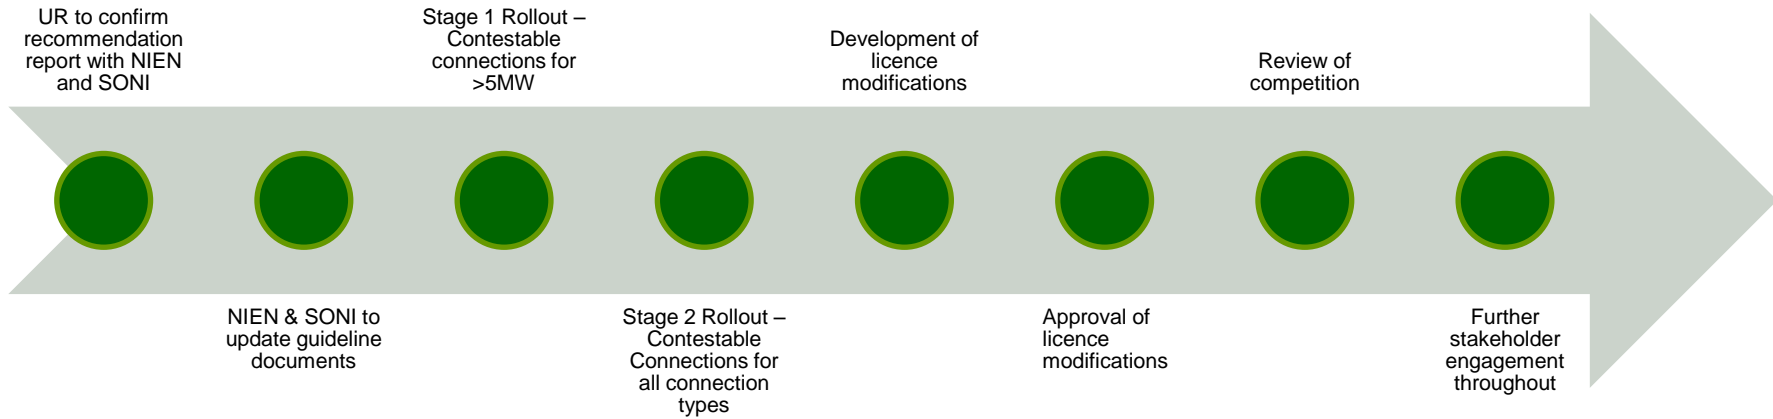 UR to confirm
recommendation
report with NIEN
and SONI
NIEN & SONI to
update guideline
documents
Stage 1 Rollout –
Contestable
connections for
>5MW
Stage 2 Rollout –
Contestable
Connections for
all connection
types
Development of
licence
modifications
Approval of
licence
modifications
Review of
competition
Further
stakeholder
engagement
throughout